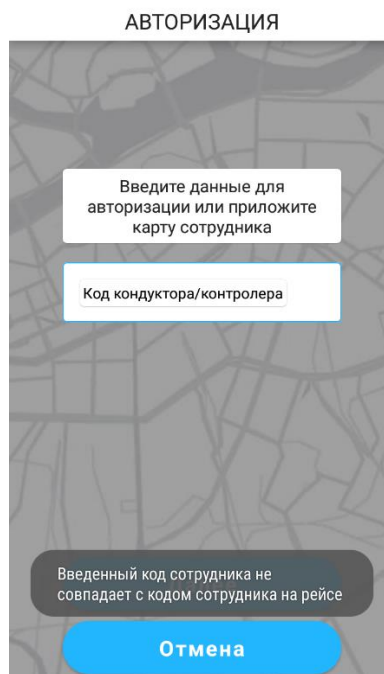 АВТОРИЗАЦИЯ
Введите данные для
авторизации или приложите
карту сотрудника
Код кондуктора/контролера
Введенный код сотрудника не
совпадает с кодом сотрудника на рейсе
Отмена